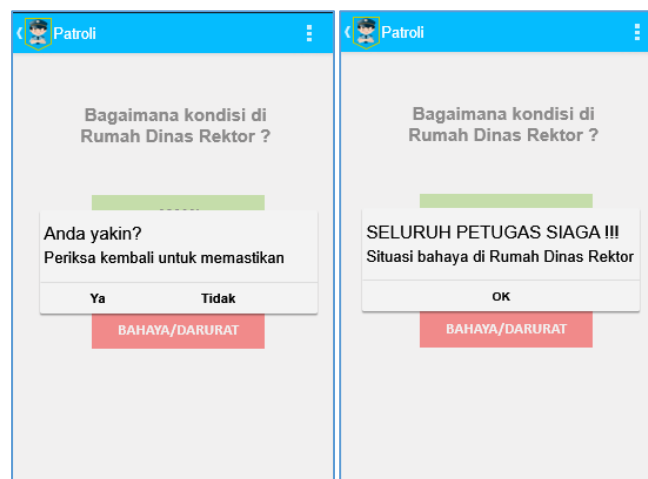 Patroli
Bagaimana kondisi di
Rumah Dinas Rektor ?
Anda yakin?
Periksa kembali untuk memastikan
Ya Tidak
BAHAYA/DARURAT
Patroli
Bagaimana kondisi di
Rumah Dinas Rektor ?
SELURUH PETUGAS SIAGA !!!
Situasi bahaya di Rumah Dinas Rektor
OK
BAHAYA/DARURAT